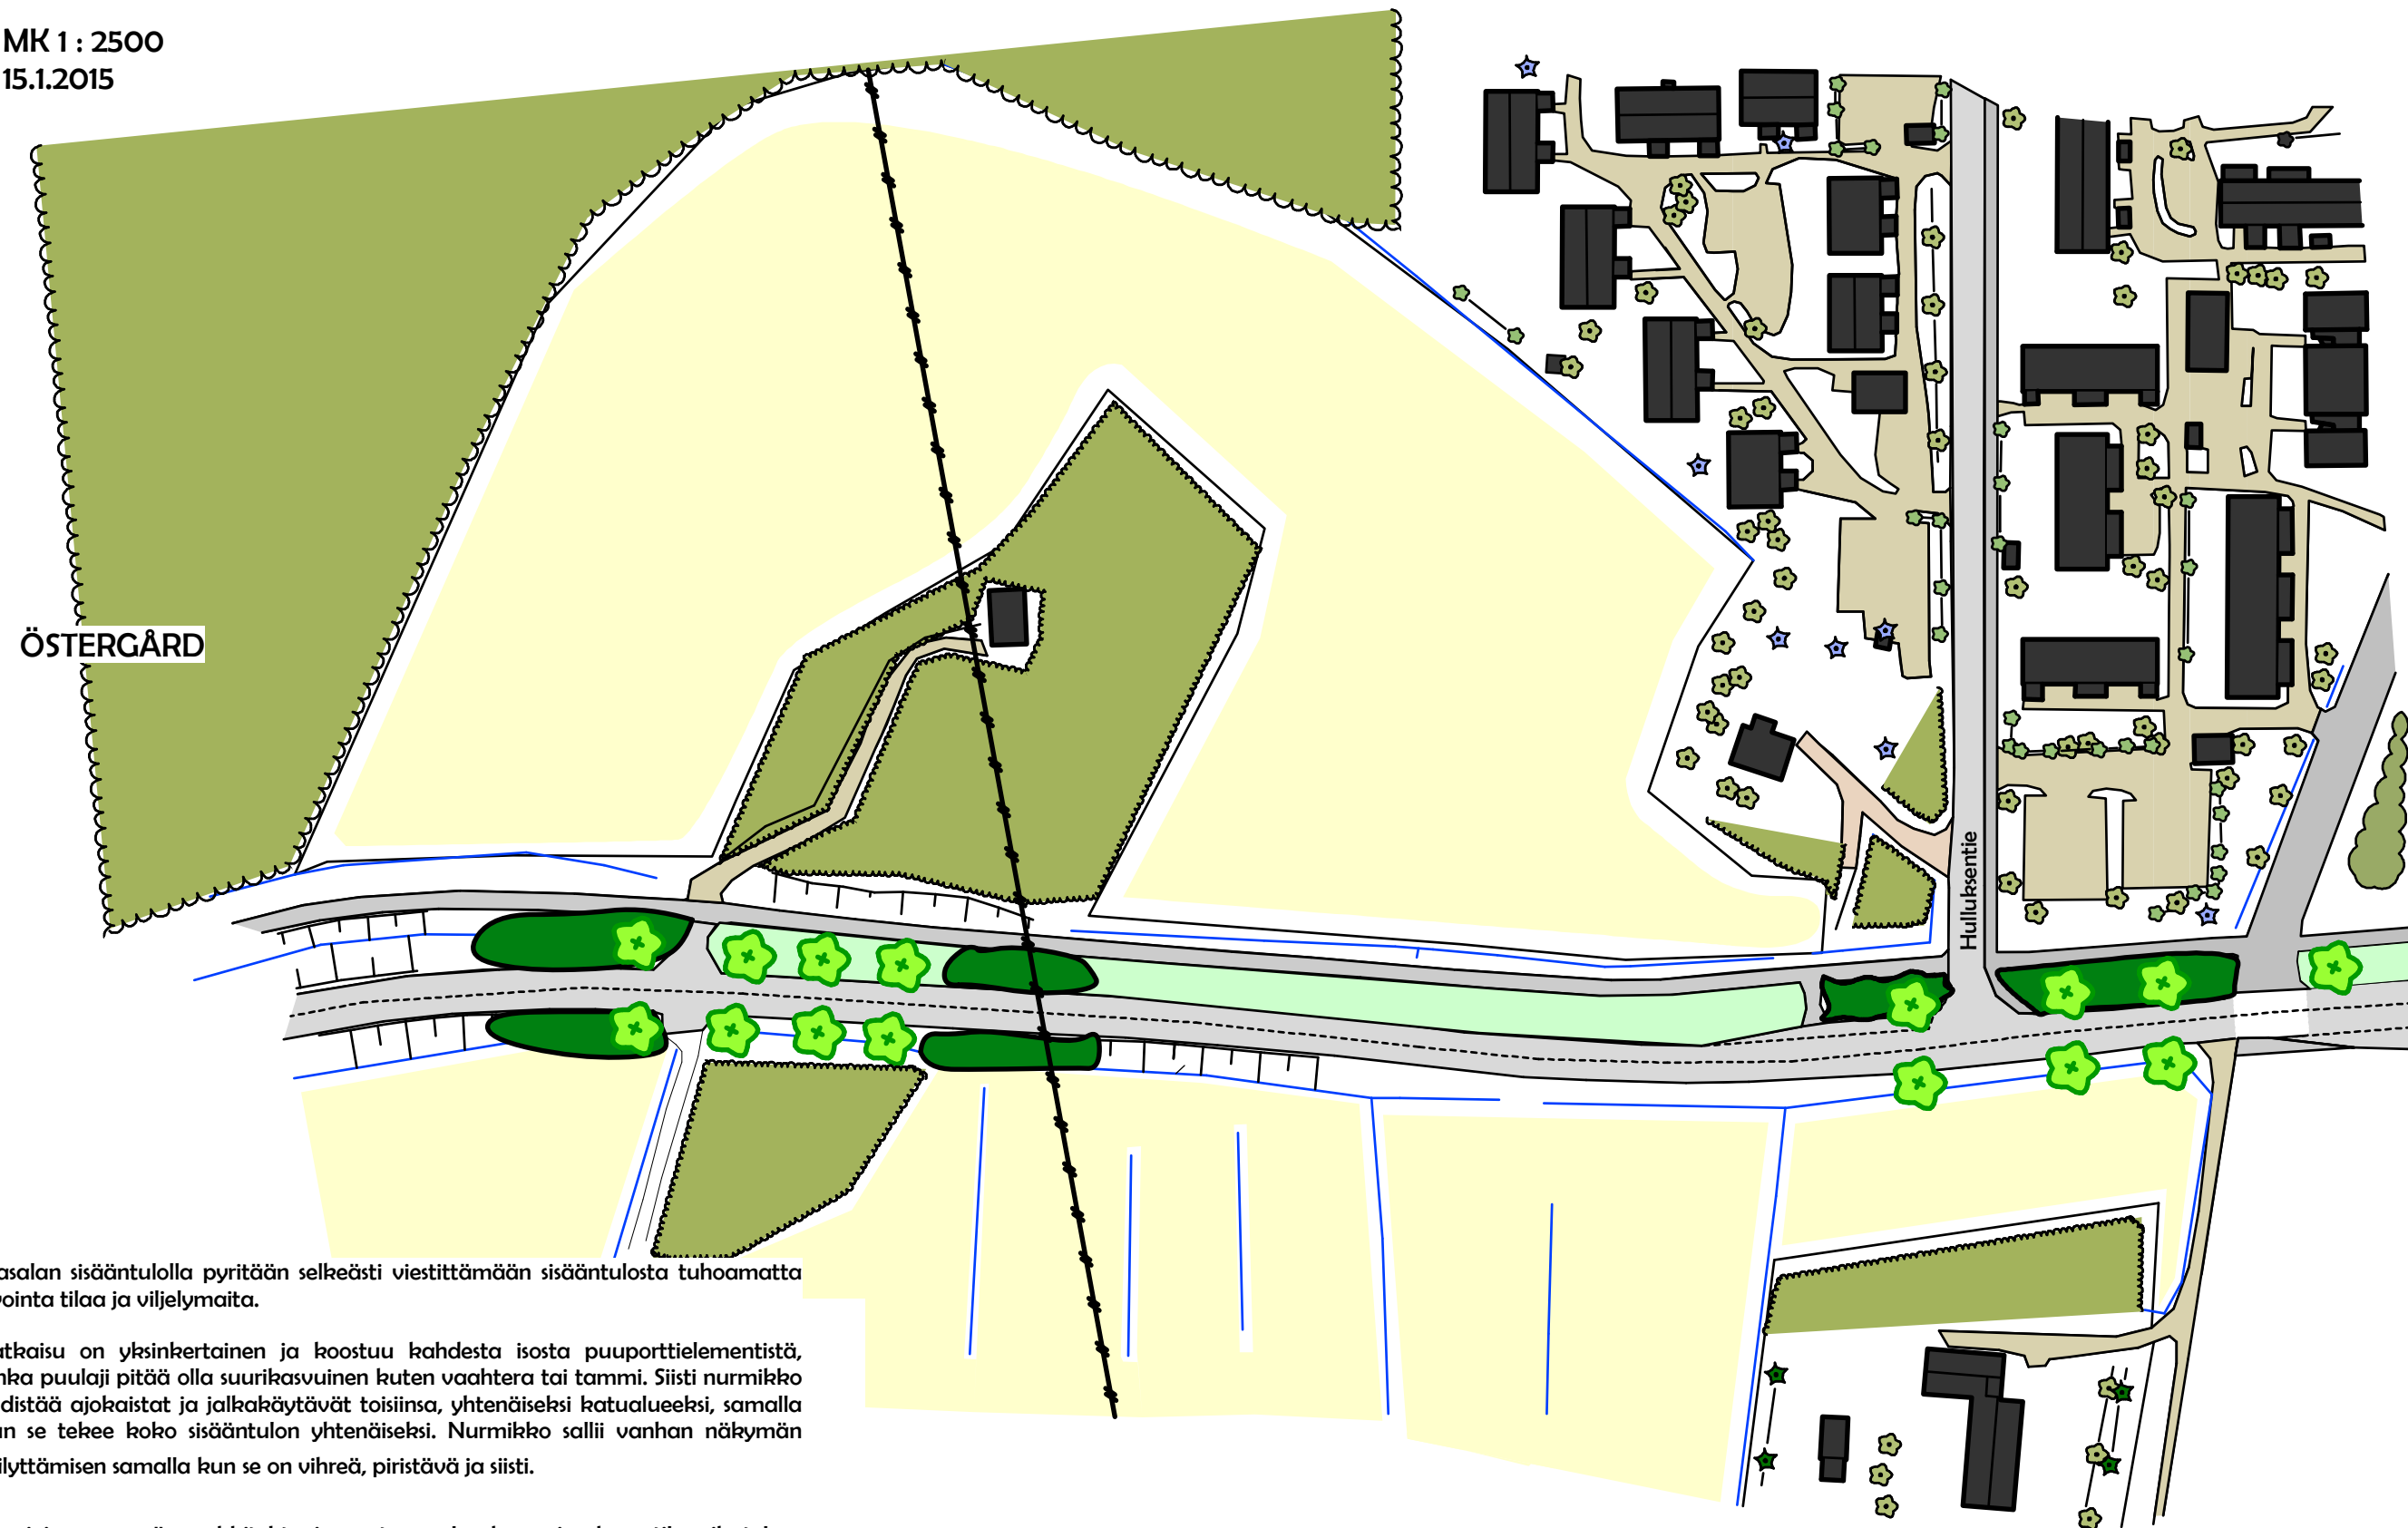 MK 1 : 2500
15.1.2015
ÖSTERGÅRD
Hulluksentie
asalan sisääntulolla pyritään selkeästi viestittämään sisääntulosta tuhoamatta
vointa tilaa ja viljelymaita.
atkaisu on yksinkertainen ja koostuu kahdesta isosta puuporttielementistä,
nka puulaji pitää olla suurikasvuinen kuten vaahtera tai tammi. Siisti nurmikko
distää ajokaistat ja jalkakäytävät toisiinsa, yhtenäiseksi katualueeksi, samalla
un se tekee koko sisääntulon yhtenäiseksi. Nurmikko sallii vanhan näkymän
ilyttämisen samalla kun se on vihreä, piristävä ja siisti.